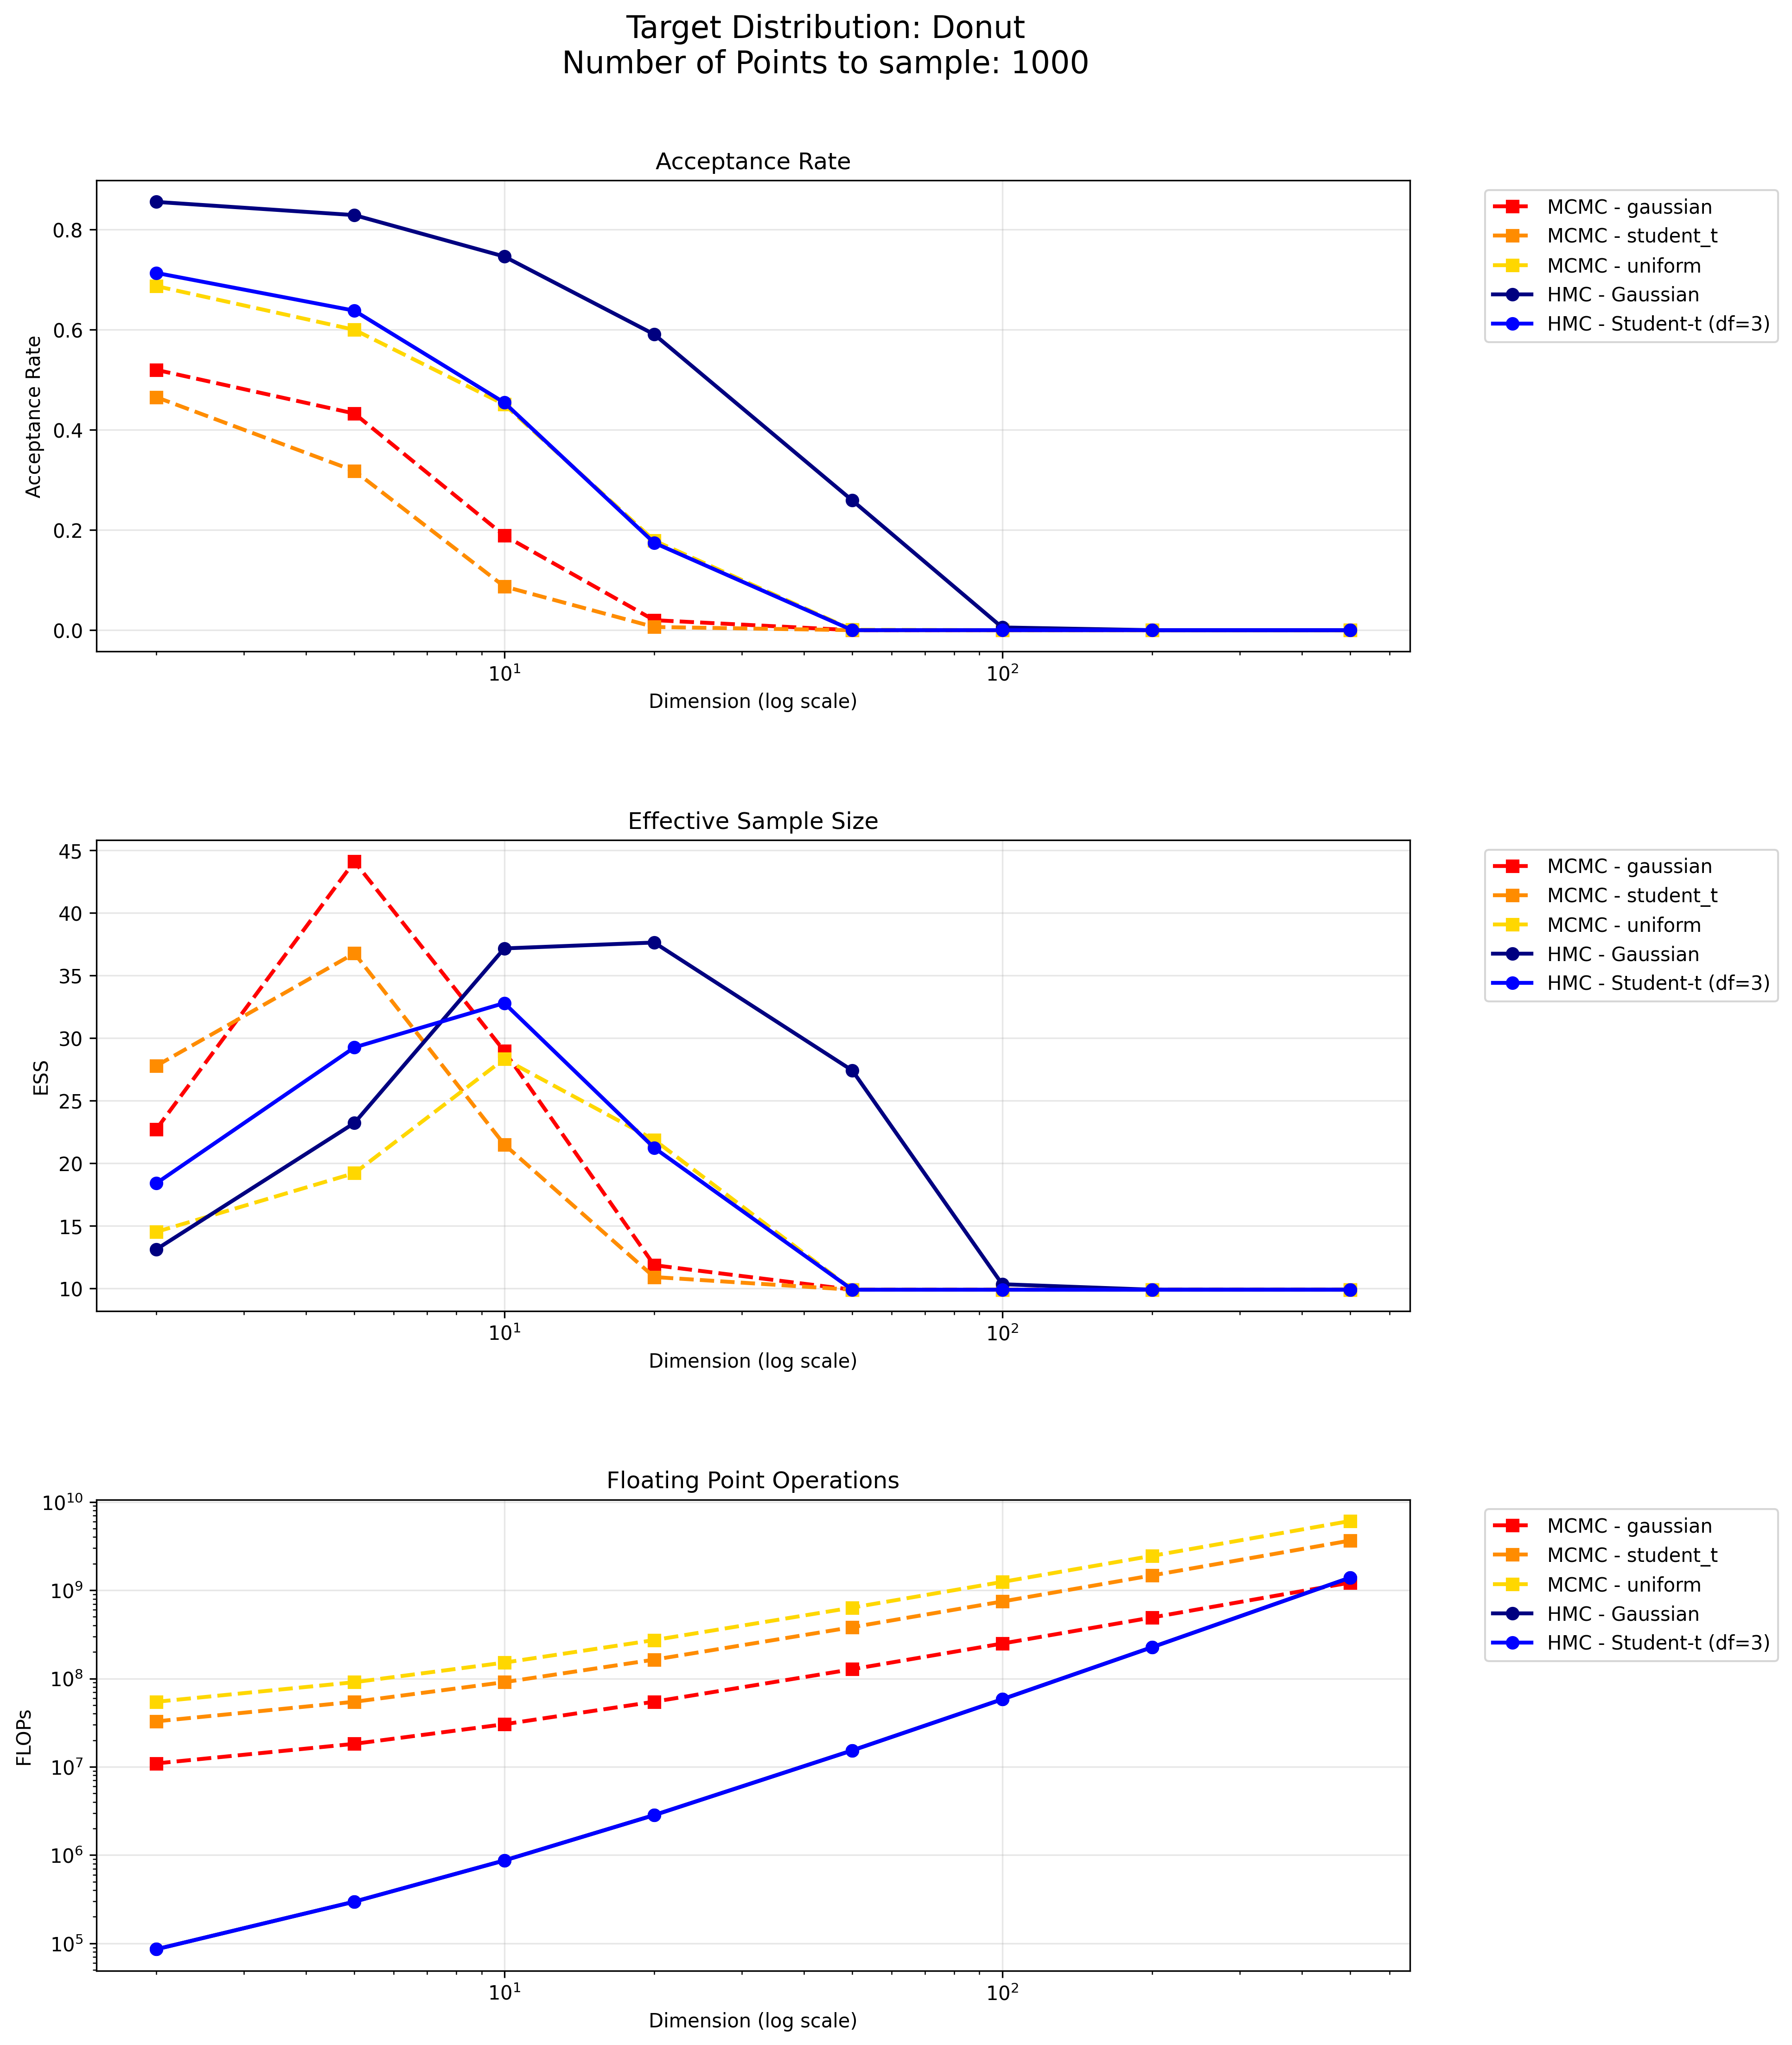 Target Distribution: Donut
Number of Points to sample: 1000
Acceptance Rate
Acceptance Rate
0.8
0.6
0.4
0.2
0.0
10¹
10²
Dimension (log scale)
MCMC - gaussian
MCMC - student_t
MCMC - uniform
HMC - Gaussian
HMC - Student-t (df=3)
Effective Sample Size
ESS
45
40
35
30
25
20
15
10
10¹
10²
Dimension (log scale)
MCMC - gaussian
MCMC - student_t
MCMC - uniform
HMC - Gaussian
HMC - Student-t (df=3)
Floating Point Operations
FLOPs
10¹⁰
10⁹
10⁸
10⁷
10⁶
10⁵
10¹
10²
Dimension (log scale)
MCMC - gaussian
MCMC - student_t
MCMC - uniform
HMC - Gaussian
HMC - Student-t (df=3)